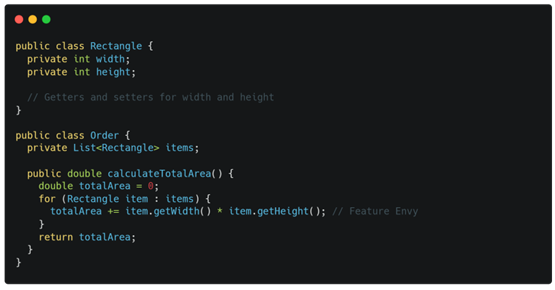 public class Rectangle {
  private int width;
  private int height;

  // Getters and setters for width and height
}

public class Order {
  private List<Rectangle> items;

  public double calculateTotalArea() {
    double totalArea = 0;
    for (Rectangle item : items) {
      totalArea += item.getWidth() * item.getHeight(); // Feature Envy
    }
    return totalArea;
  }
}